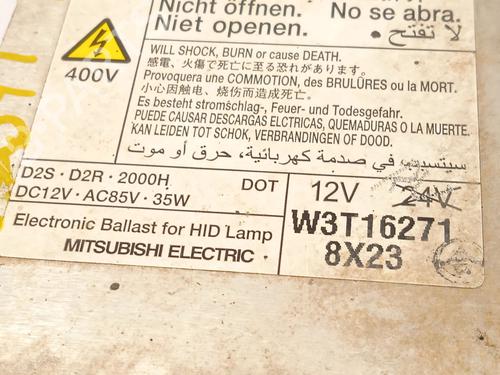 Nicht öffnen.
No se abra.
Niet openen.
لا تفتح.
400V
WILL SHOCK, BURN or cause DEATH.
感電、火傷で死に至る恐れがあります。
Provoquera une COMMOTION, des BRULÛRES ou la MORT.
小心因触电、烧伤而造成死亡。
Es besteht stromschlag-, Feuer- und Todesgefahr.
PUEDE CAUSAR DESCARGAS ELCTRICAS, QUEMADURAS O LA MUERTE.
KAN LEIDEN TOT SCHOK, VERBRANDINGEN OF DOOD.
سيتسبب في صدمة كهربائية، حرق أو موت
D2S · D2R · 2000H
DOT
DC12V · AC85V · 35W
12V
24V
Electronic Ballast for HID Lamp
MITSUBISHI ELECTRIC
W3T16271
8X23